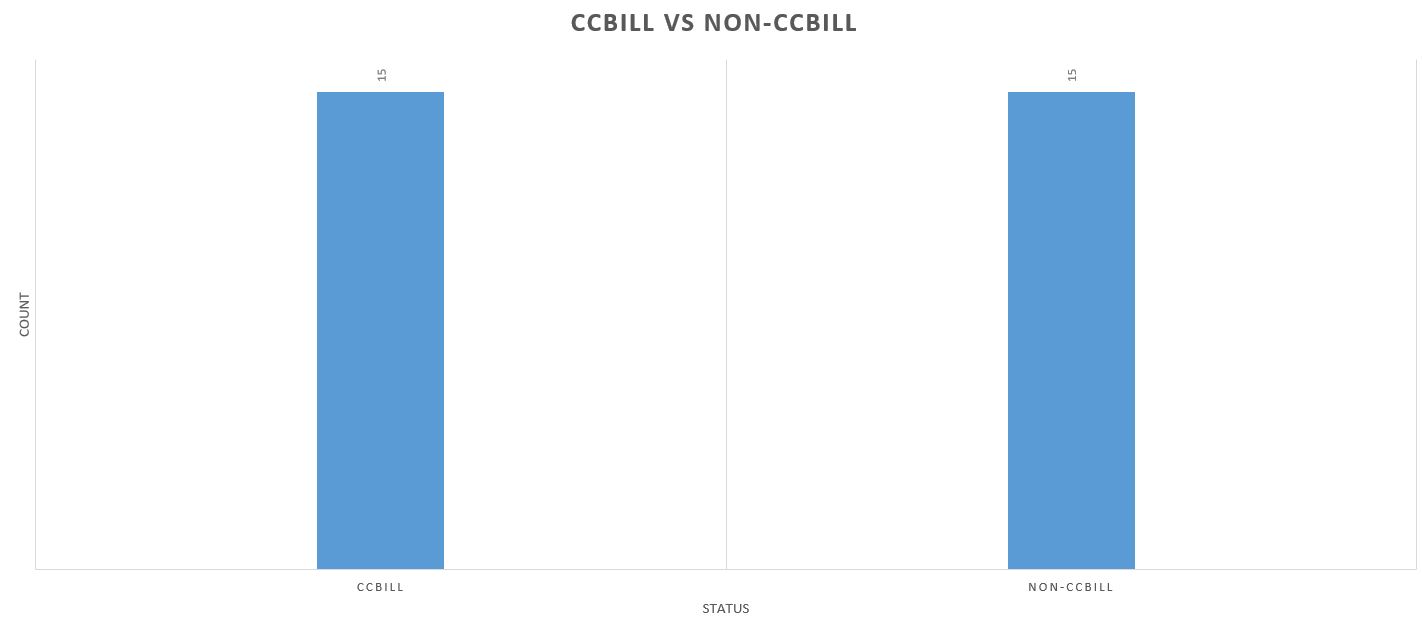 CCBILL VS NON-CCBILL
15
15
COUNT
CCBILL
NON-CCBILL
STATUS